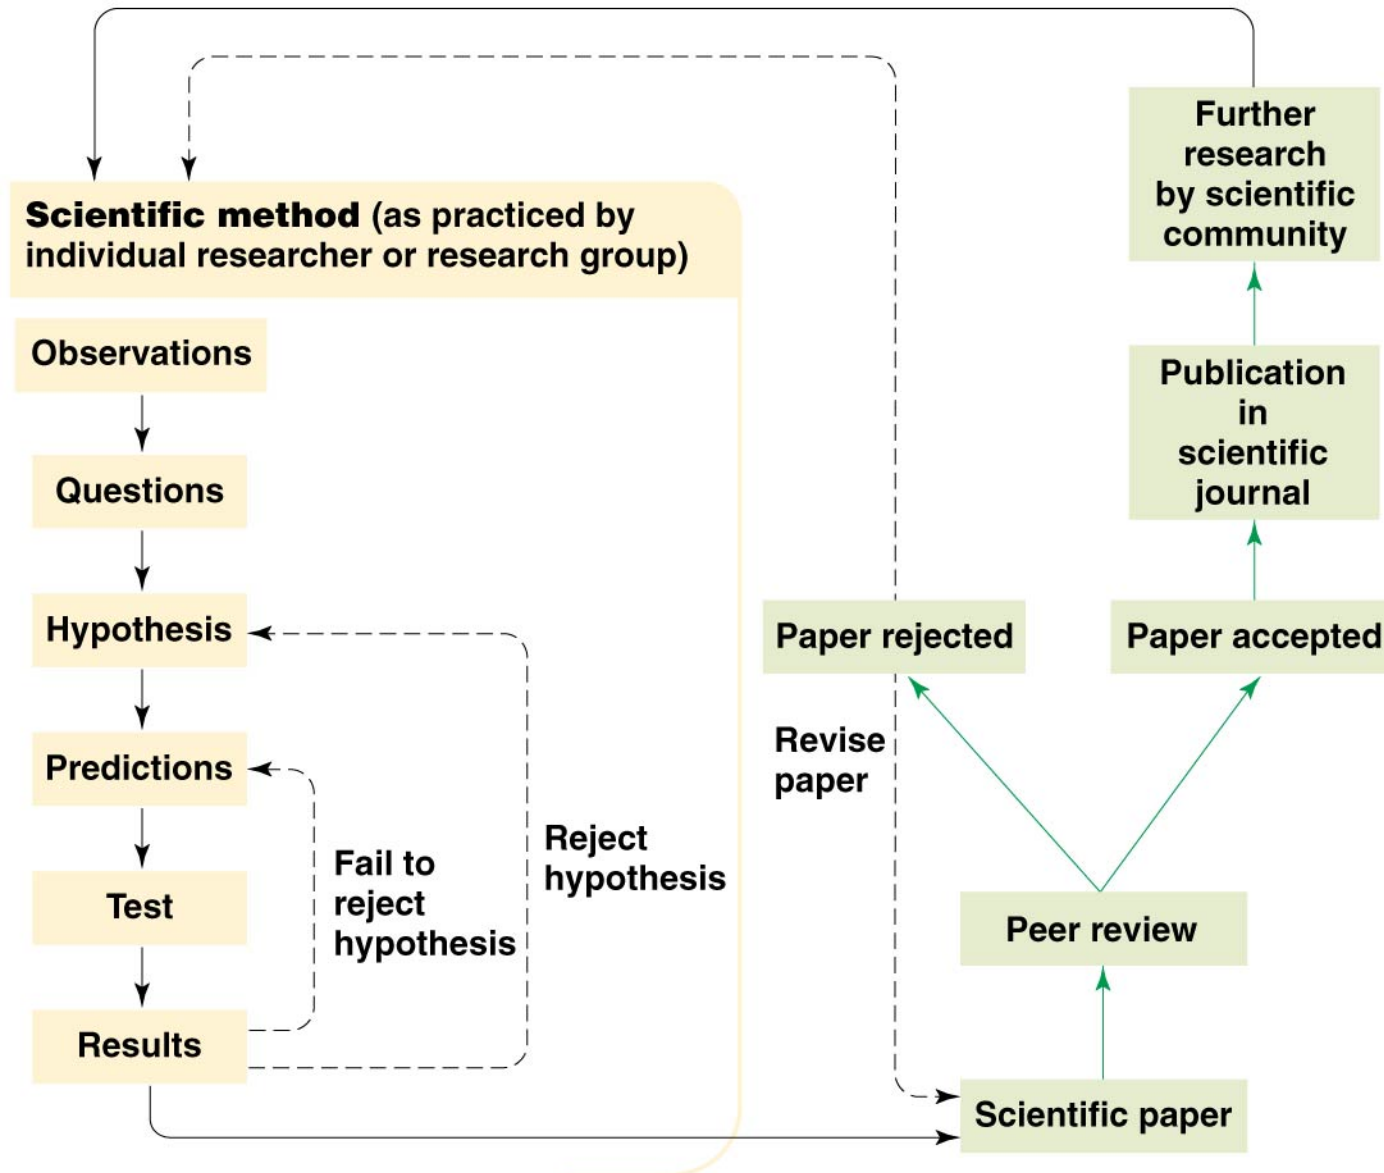 Scientific method (as practiced by
individual researcher or research group)
Observations
Questions
Hypothesis
Predictions
Test
Results
Fail to
reject
hypothesis
Reject
hypothesis
Further
research
by scientific
community
Publication
in
scientific
journal
Paper rejected
Paper accepted
Revise
paper
Peer review
Scientific paper